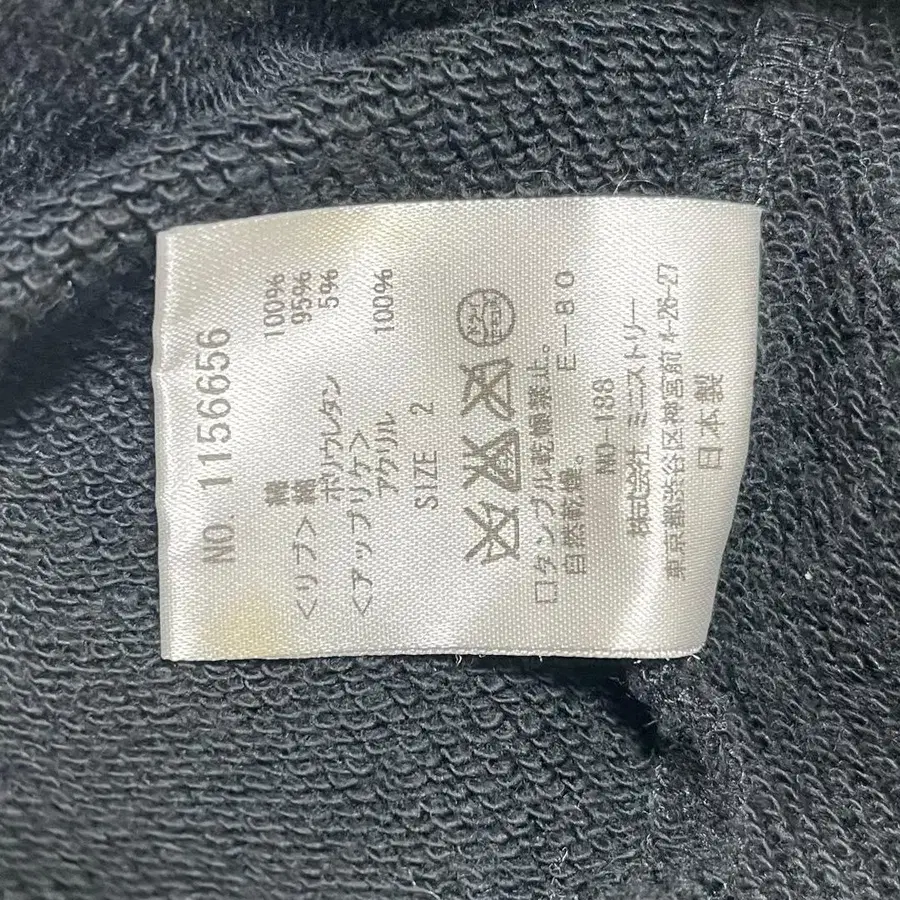 NO. 1156656
綿 100%
<リブ> 綿 95%
ポリウレタン 5%
<アップリケ>
アクリル 100%
SIZE 2
□タンブル乾燥禁止。
自然乾燥。 E-80
NO-188
株式会社 ミニストリー
東京都渋谷区神宮前4-26-27
日本製